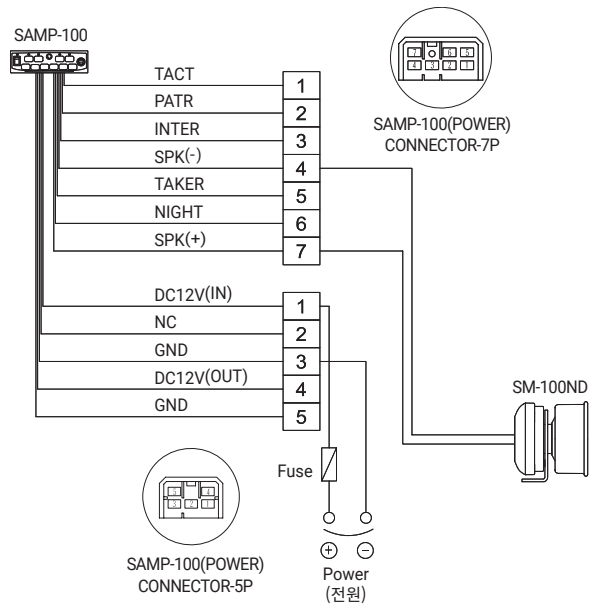 SAMP-100
TACT
1
PATR
2
INTER
3
SPK(-)
4
TAKER
5
NIGHT
6
SPK(+)
7
7 6 5
4 3 2 1
SAMP-100(POWER)
CONNECTOR-7P
DC12V(IN)
1
NC
2
GND
3
DC12V(OUT)
4
GND
5
SM-100ND
Fuse
5 4
3 2 1
SAMP-100(POWER)
CONNECTOR-5P
+ -
Power
(전원)